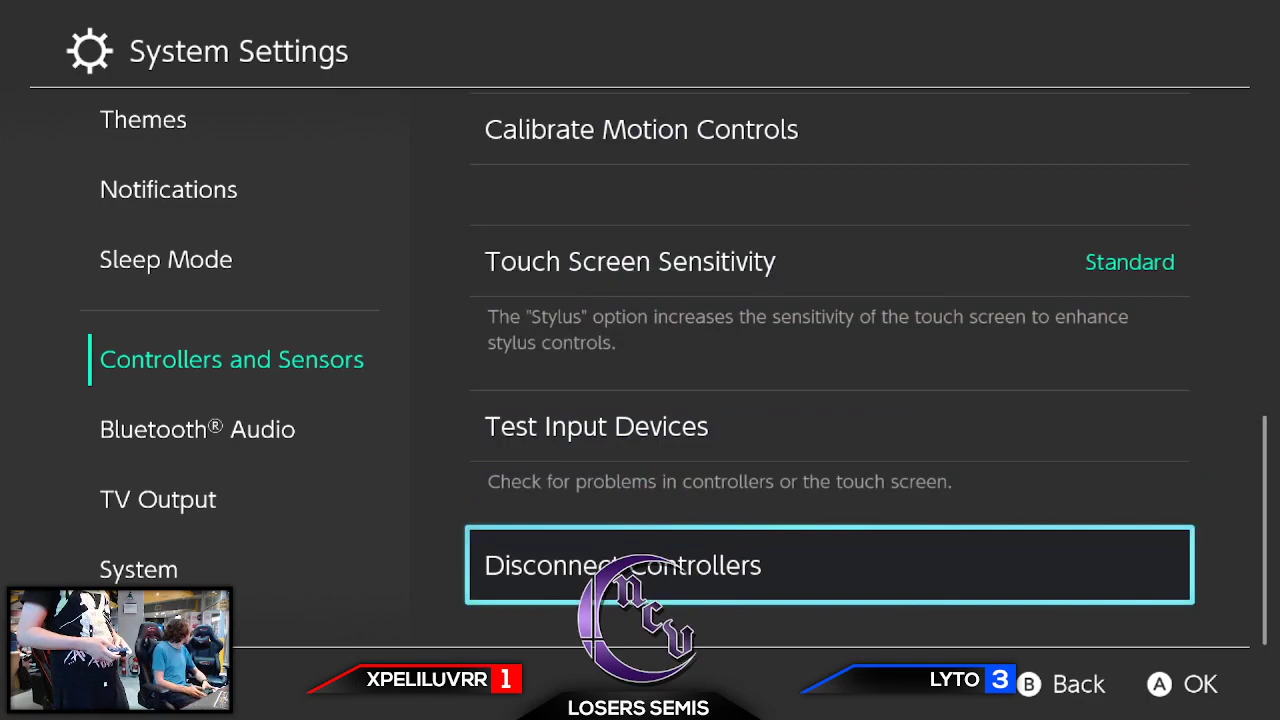 System Settings
Themes
Notifications
Sleep Mode
Controllers and Sensors
Bluetooth® Audio
TV Output
System
Calibrate Motion Controls
Touch Screen Sensitivity Standard
The "Stylus" option increases the sensitivity of the touch screen to enhance
stylus controls.
Test Input Devices
Check for problems in controllers or the touch screen.
Disconnect Controllers
ncv
XPELILUVRR 1
LYTO 3
LOSERS SEMIS
B Back
A OK